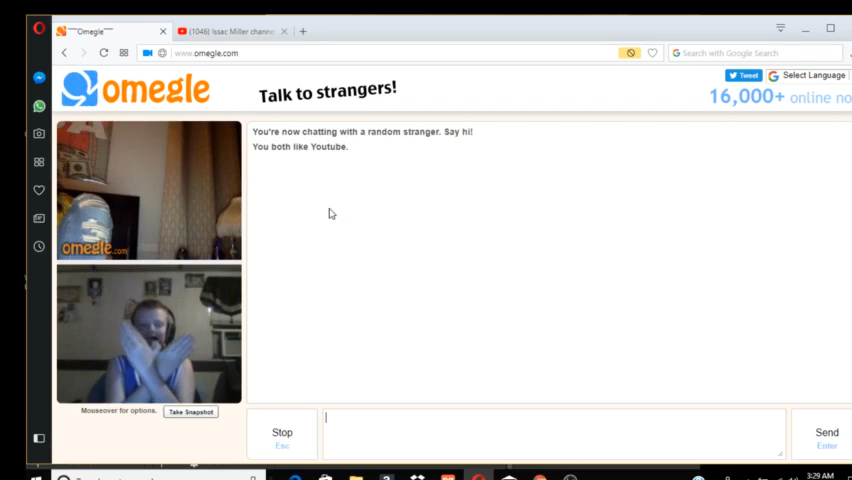 Omegle
(1046) Issac Miller channe
www.omegle.com
Search with Google Search
omegle
Talk to strangers!
Tweet
Select Language
16,000+ online no
You're now chatting with a random stranger. Say hi!
You both like Youtube.
omegle.com
Mouseover for options.
Take Snapshot
Stop
Esc
Send
Enter
3:29 AM